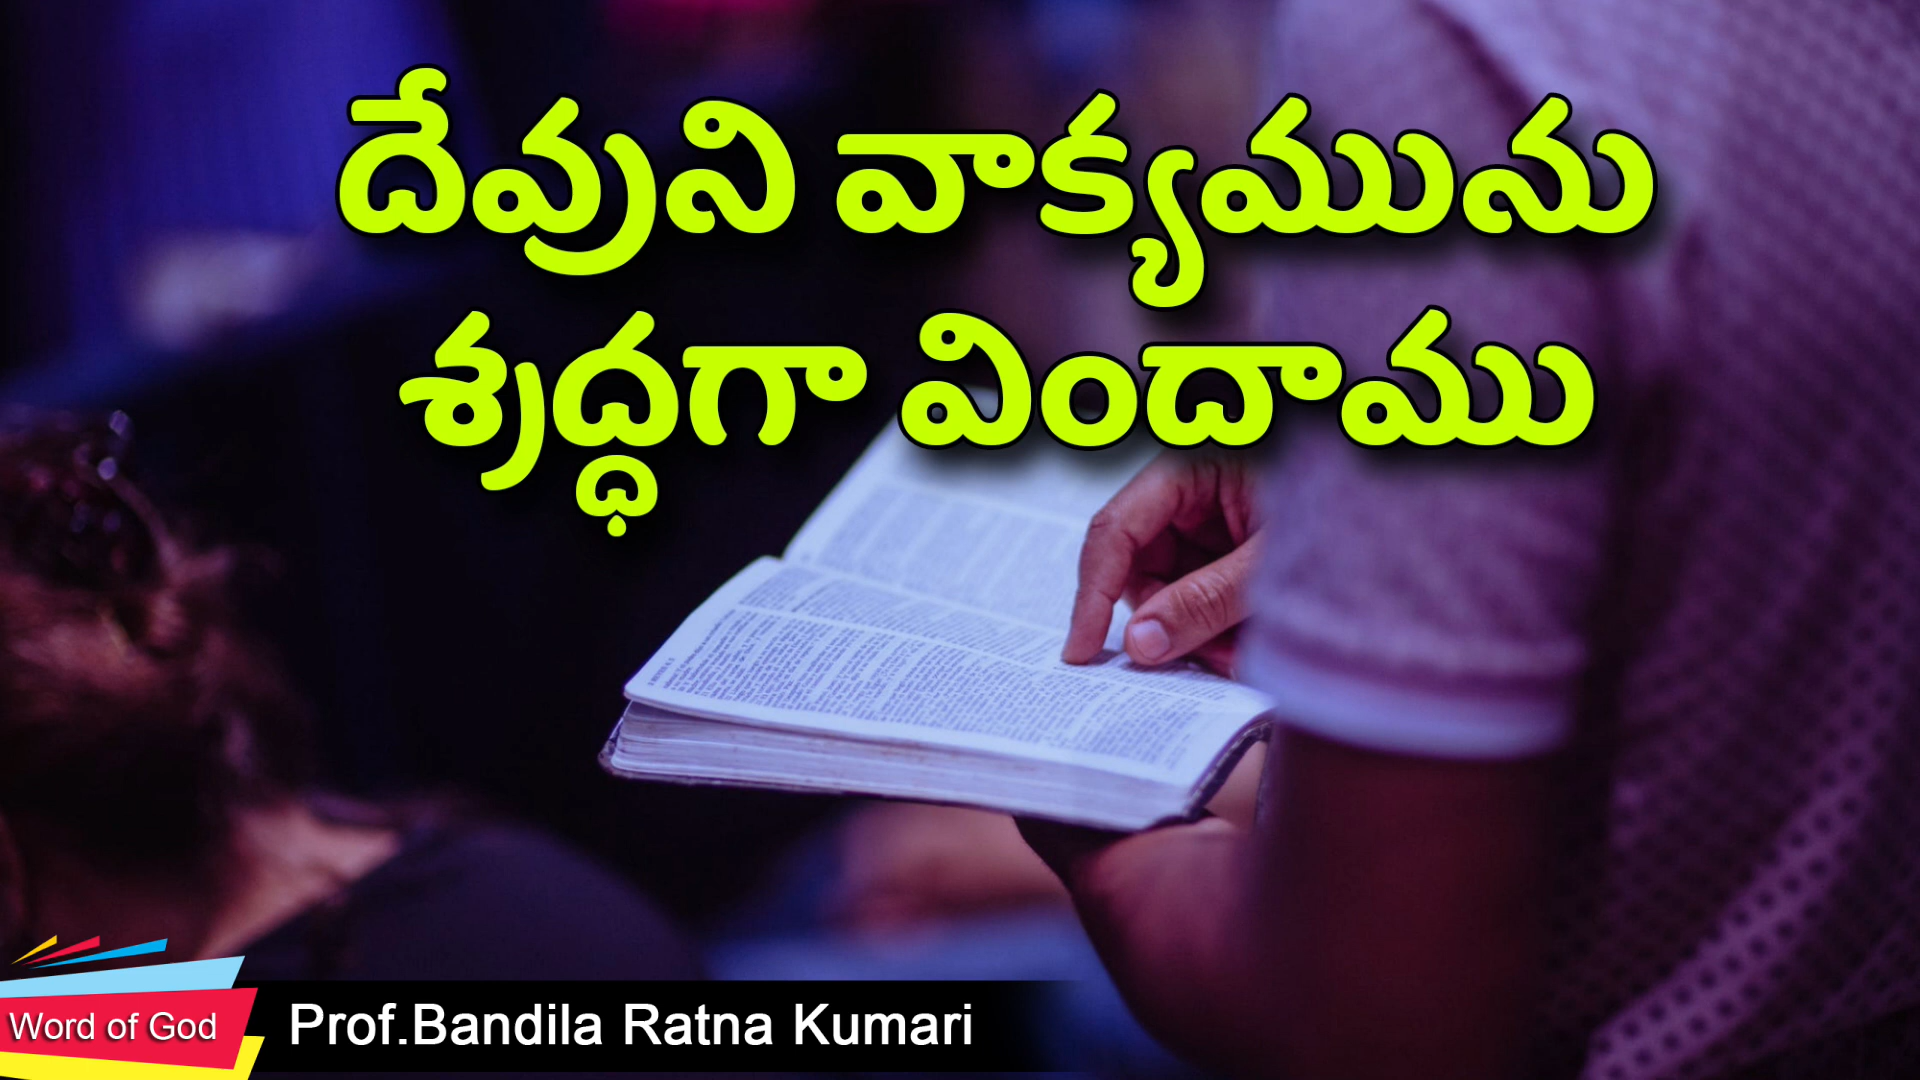 దేవుని వాక్యమును
శ్రద్ధగా విందాము
Word of God
Prof.Bandila Ratna Kumari